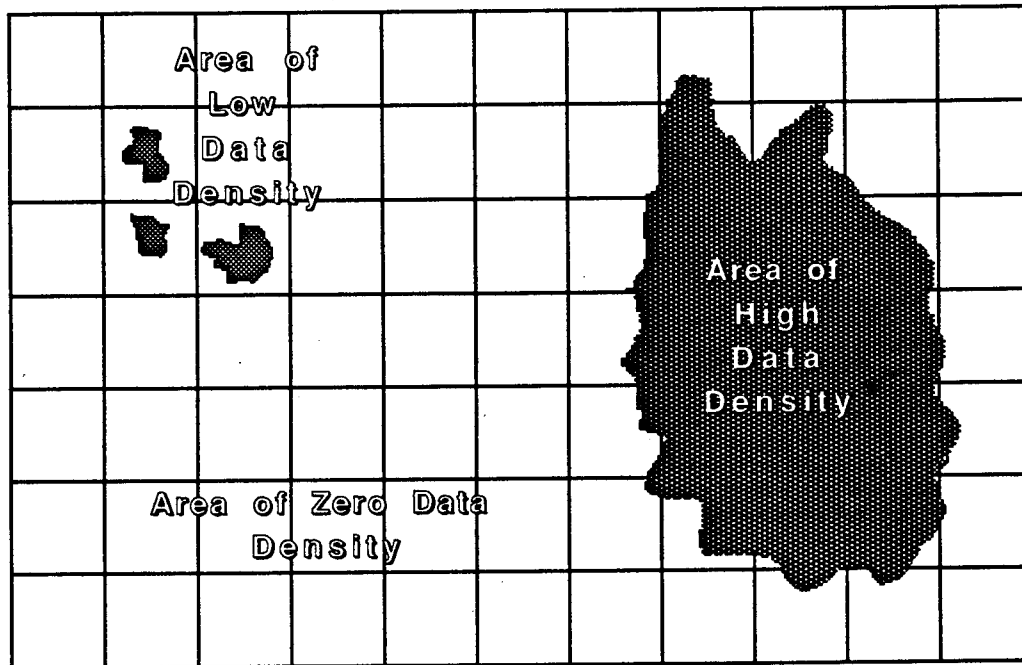 Area of
Low
Data
Density
Area of
High
Data
Density
Area of Zero Data
Density